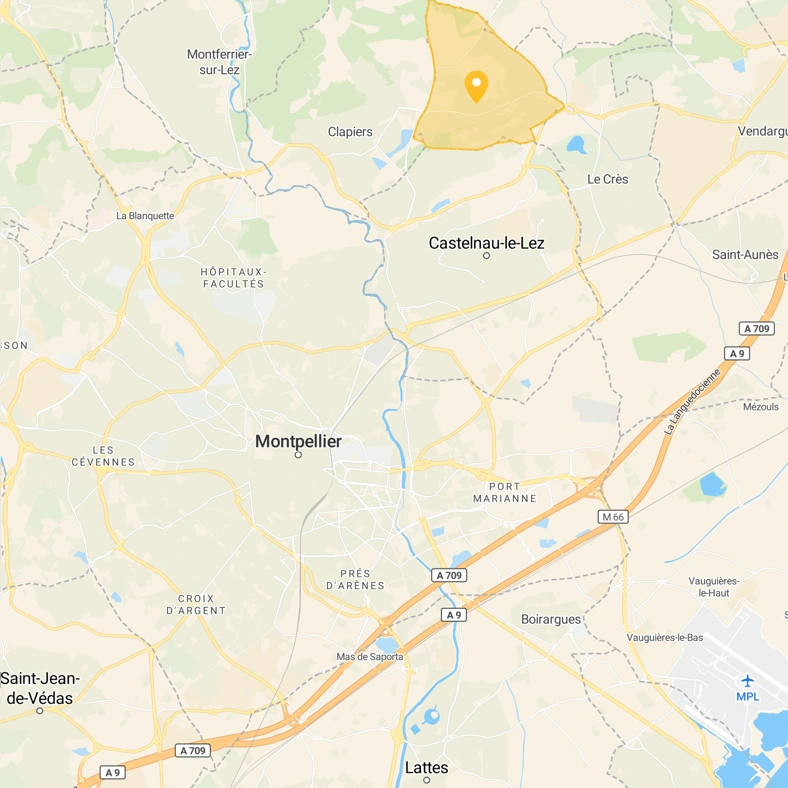 Montferrier-
sur-Lez
Clapiers
Vendargu
Le Crès
La Blanquette
Castelnau-le-Lez
Saint-Aunès
HÔPITAUX-
FACULTÉS
A 709
SON
A 9
La Languedocienne
Mézouls
Montpellier
LES
CÉVENNES
PORT
MARIANNE
M 66
PRÉS
D'ARÈNES
A 709
Vauguières-
le-Haut
CROIX
D'ARGENT
A 9
Boirargues
Vauguières-le-Bas
Mas de Saporta
Saint-Jean-
de-Védas
MPL
A 709
A 9
Lattes